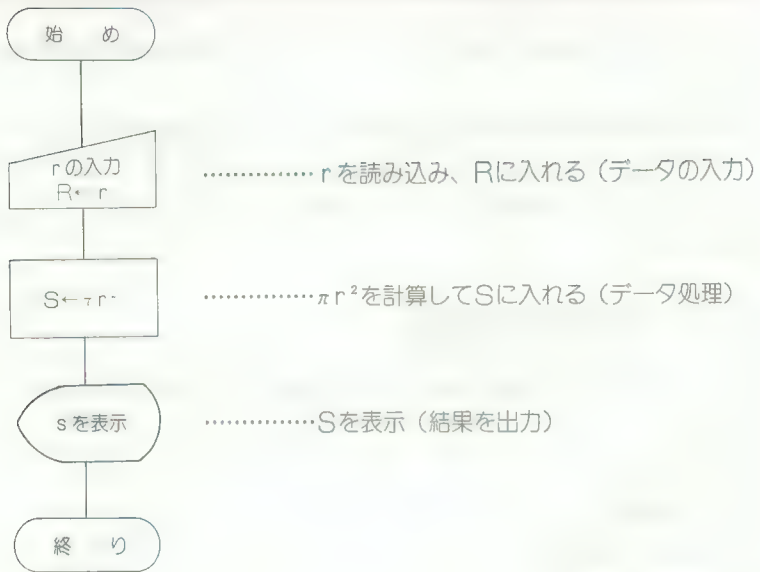 始 め
rの入力 …………… rを読み込み、Rに入れる（データの入力）
R← r
S←πr² …………… πr²を計算してSに入れる（データ処理）
sを表示 …………… Sを表示（結果を出力）
終 り